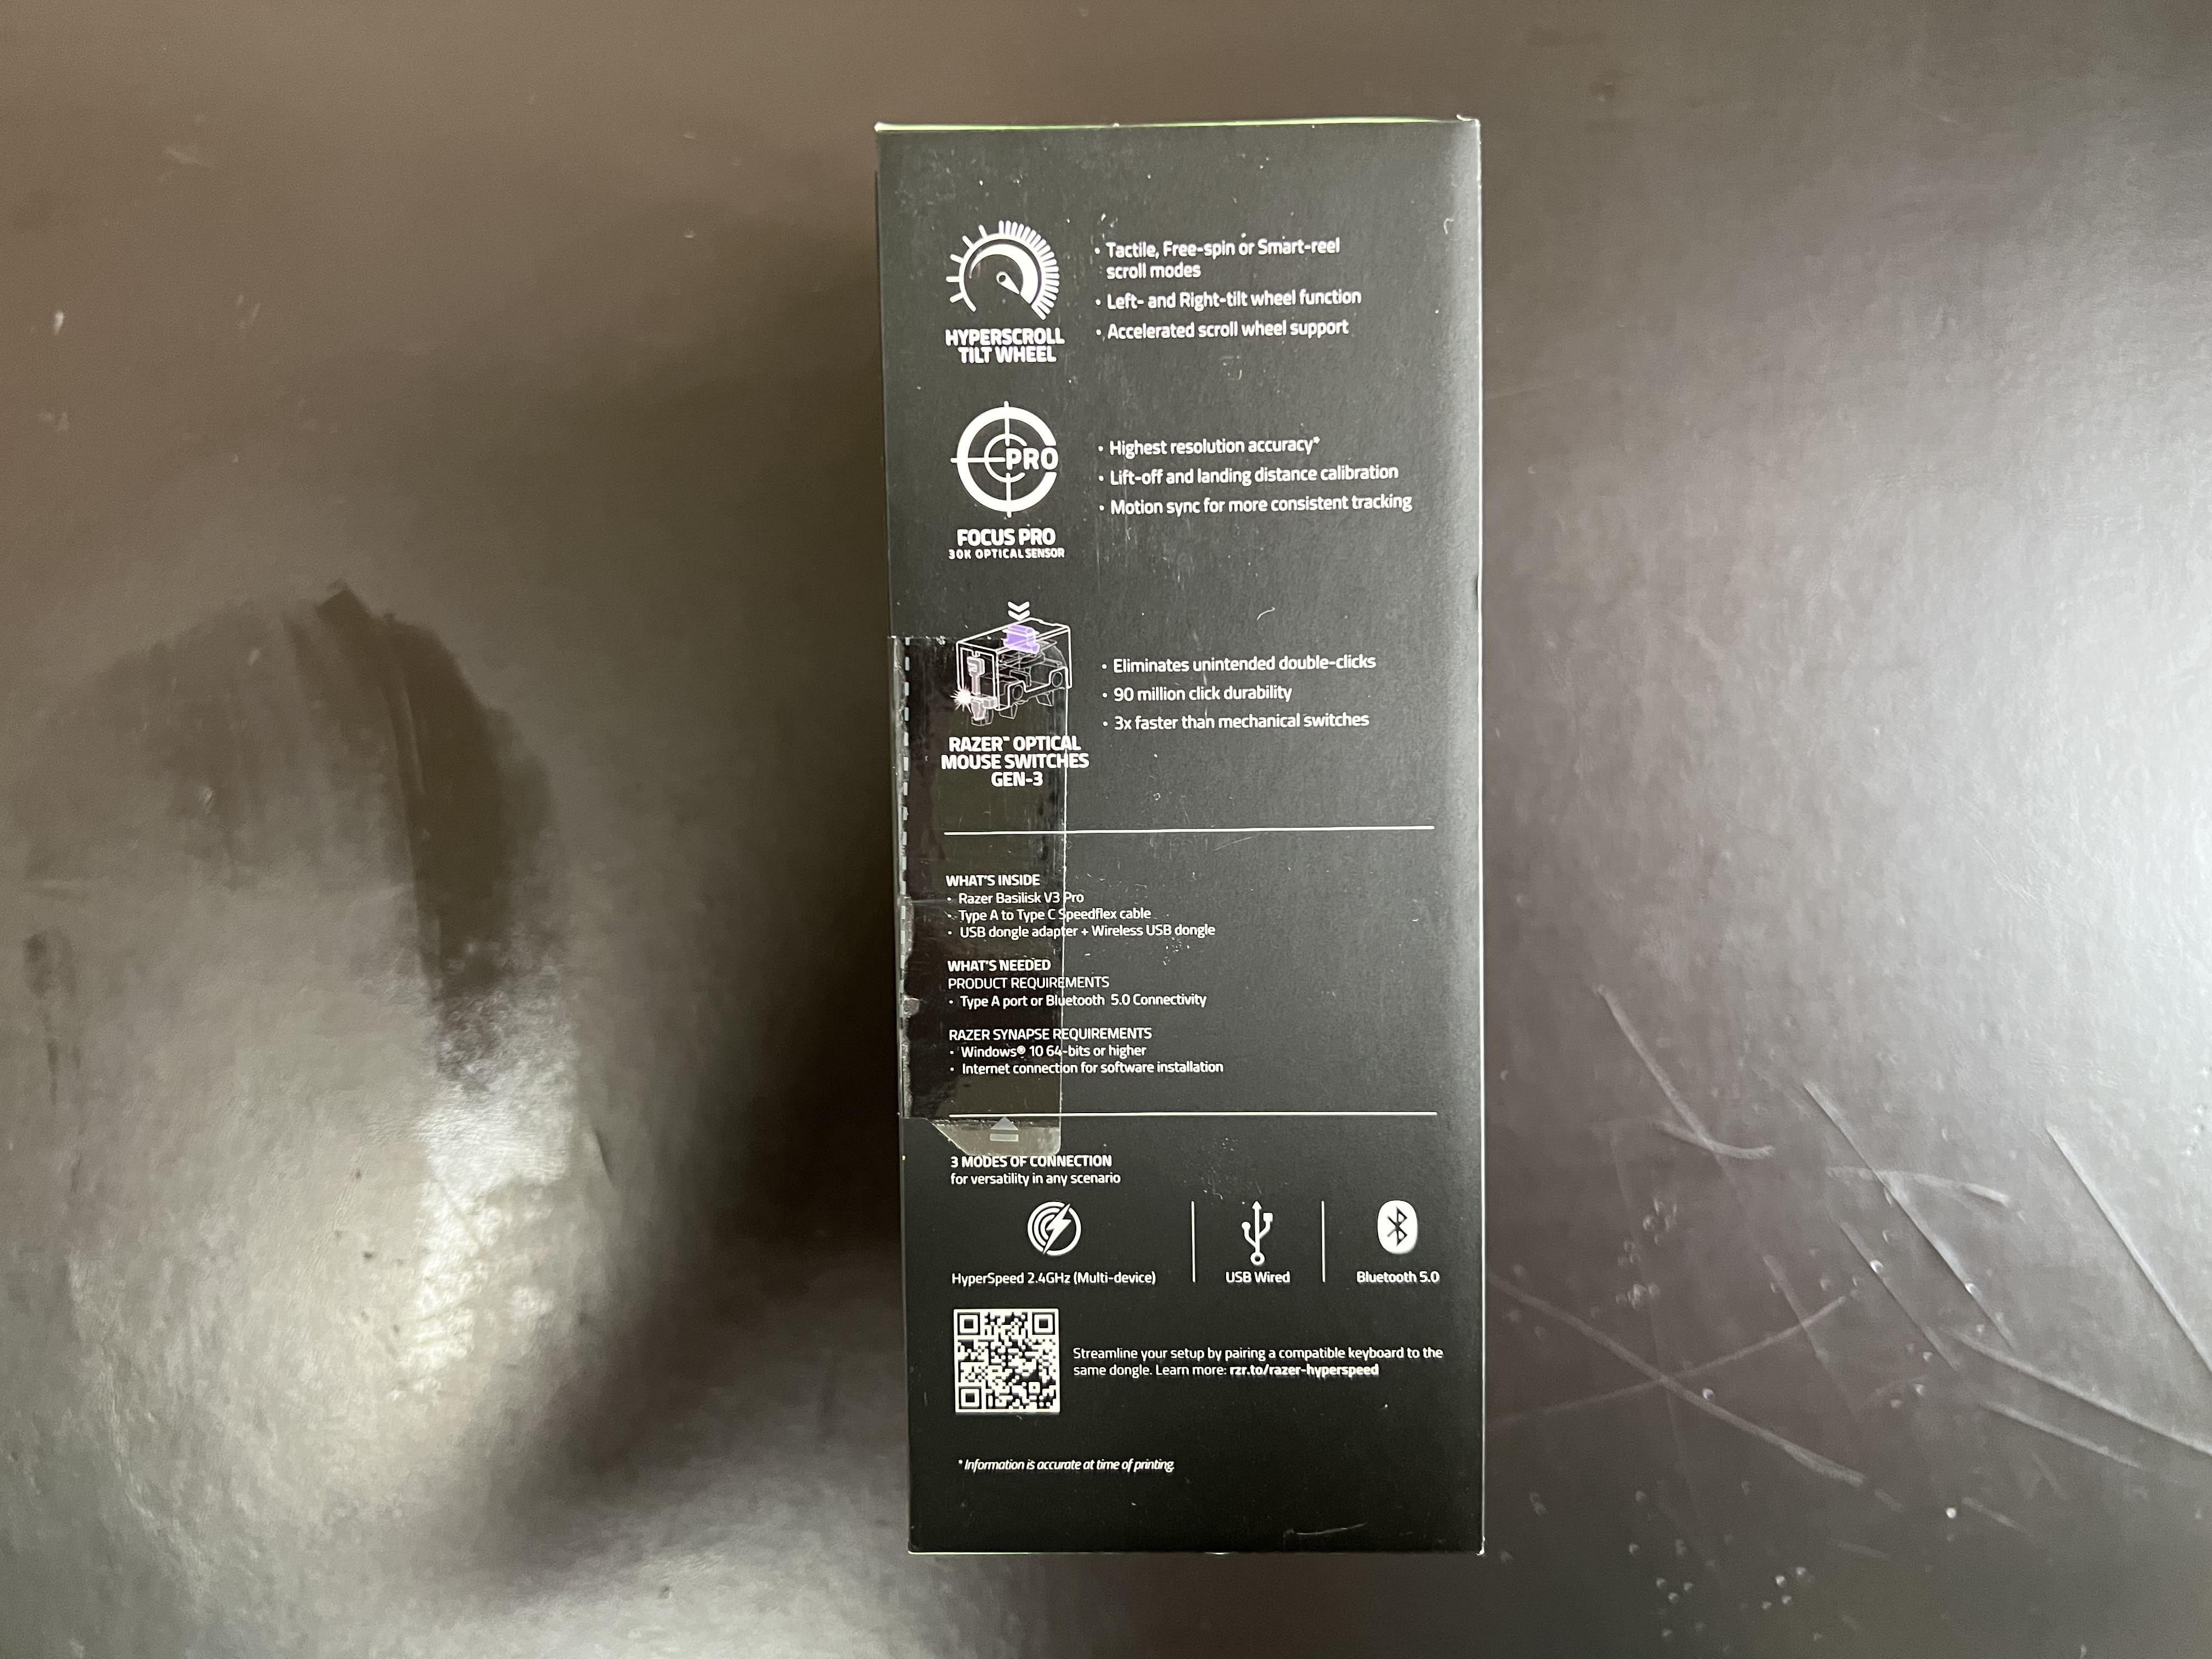 HYPERSCROLL
TILT WHEEL
• Tactile, Free-spin or Smart-reel
scroll modes
• Left- and Right-tilt wheel function
• Accelerated scroll wheel support
PRO
FOCUS PRO
30K OPTICAL SENSOR
• Highest resolution accuracy*
• Lift-off and landing distance calibration
• Motion sync for more consistent tracking
RAZER™ OPTICAL
MOUSE SWITCHES
GEN-3
• Eliminates unintended double-clicks
• 90 million click durability
• 3x faster than mechanical switches
WHAT'S INSIDE
• Razer Basilisk V3 Pro
• Type A to Type C Speedflex cable
• USB dongle adapter + Wireless USB dongle
WHAT'S NEEDED
PRODUCT REQUIREMENTS
• Type A port or Bluetooth 5.0 Connectivity
RAZER SYNAPSE REQUIREMENTS
• Windows® 10 64-bits or higher
• Internet connection for software installation
3 MODES OF CONNECTION
for versatility in any scenario
HyperSpeed 2.4GHz (Multi-device)
USB Wired
Bluetooth 5.0
Streamline your setup by pairing a compatible keyboard to the
same dongle. Learn more: rzr.to/razer-hyperspeed
* Information is accurate at time of printing.